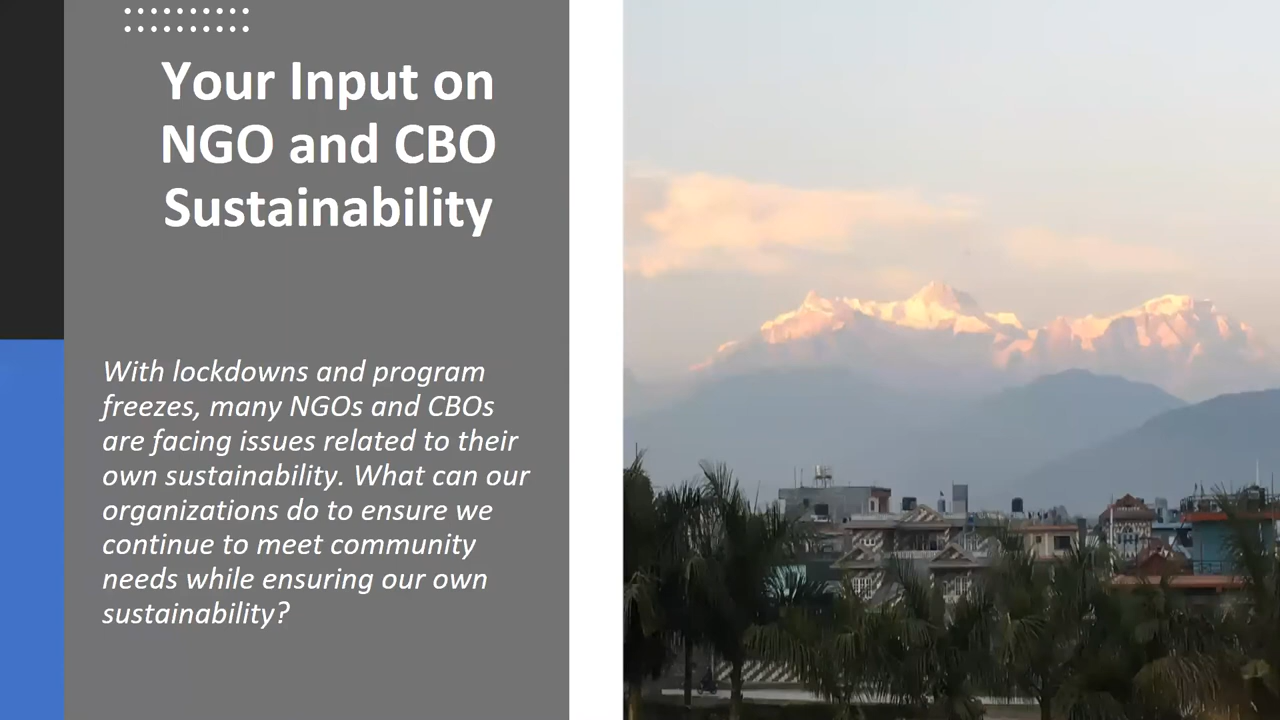 Your Input on
NGO and CBO
Sustainability
With lockdowns and program
freezes, many NGOs and CBOs
are facing issues related to their
own sustainability. What can our
organizations do to ensure we
continue to meet community
needs while ensuring our own
sustainability?